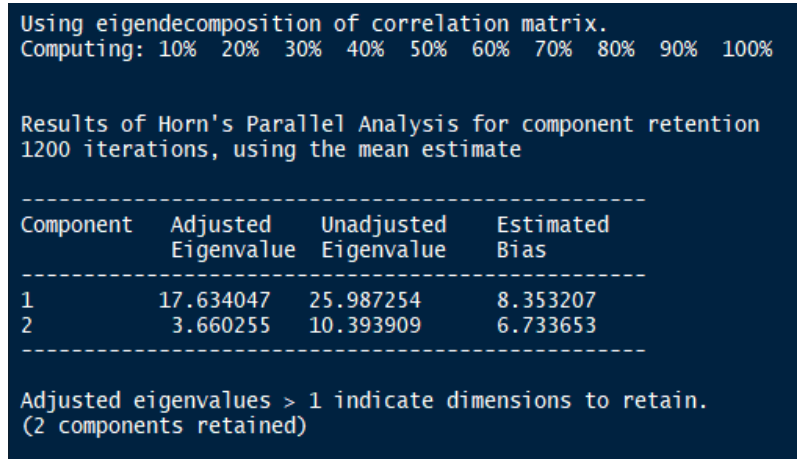 Using eigendecomposition of correlation matrix.
Computing: 10%  20%  30%  40%  50%  60%  70%  80%  90%  100%
Results of Horn's Parallel Analysis for component retention
1200 iterations, using the mean estimate
--------------------------------------------------
Component   Adjusted    Unadjusted    Estimated
            Eigenvalue  Eigenvalue    Bias
--------------------------------------------------
1           17.634047   25.987254      8.353207
2            3.660255   10.393909      6.733653
--------------------------------------------------
Adjusted eigenvalues > 1 indicate dimensions to retain.
(2 components retained)